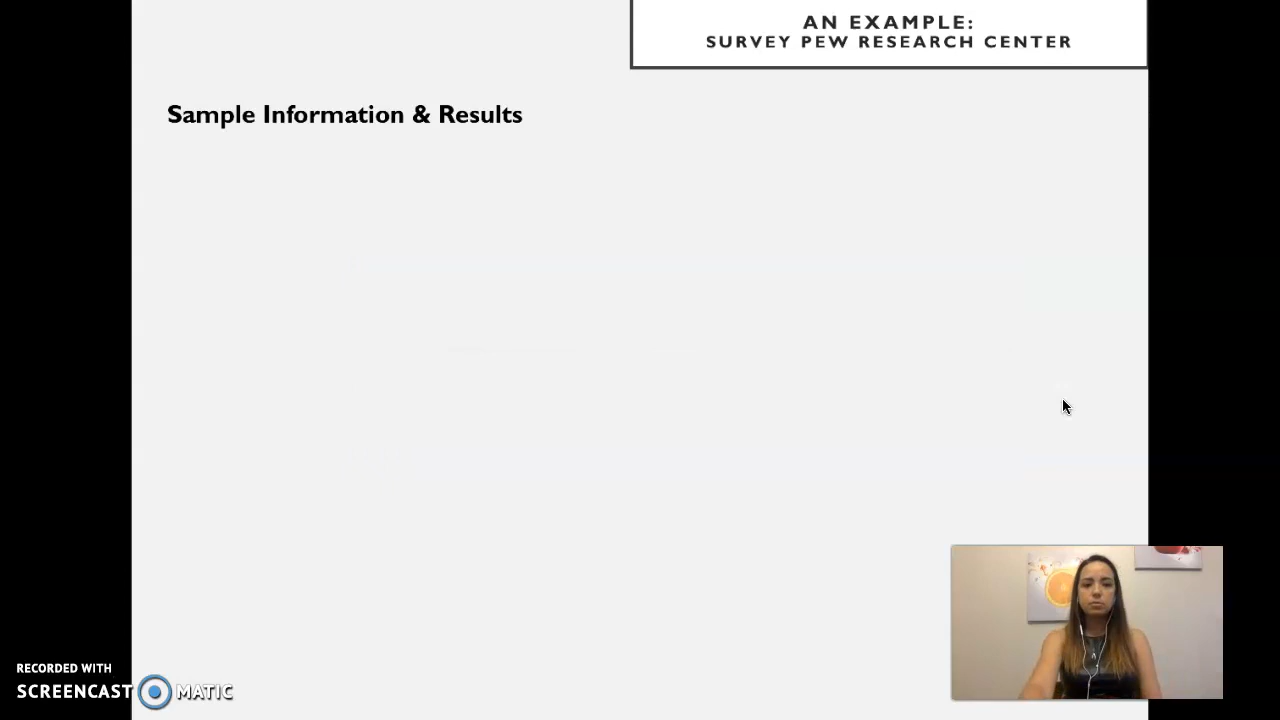 AN EXAMPLE:
SURVEY PEW RESEARCH CENTER
Sample Information & Results
RECORDED WITH
SCREENCAST MATIC